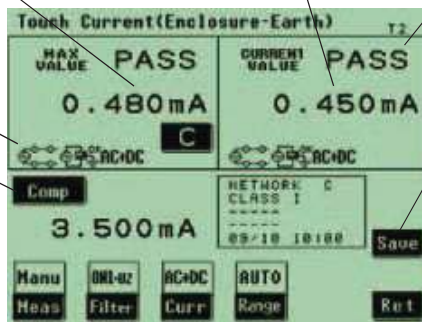 Touch Current(Enclosure-Earth) T2
MAX VALUE PASS
0.480mA
C
AC+DC
CURRENT VALUE PASS
0.450mA
AC+DC
Comp
3.500mA
NETWORK C
CLASS I
-----
-----
09/10 10:00
Save
Manu Meas
Filter
AC+DC Curr
AUTO Range
Ret